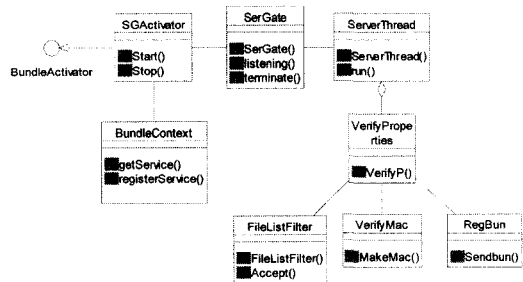 SGActivator
Start()
Stop()
BundleActivator
SerGate
SerGate()
listening()
terminate()
ServerThread
ServerThread()
run()
BundleContext
getService()
registerService()
VerifyPrope
rties
VerifyP()
FileListFilter
FileListFilter()
Accept()
VerifyMac
MakeMac()
RegBun
Sendbun()